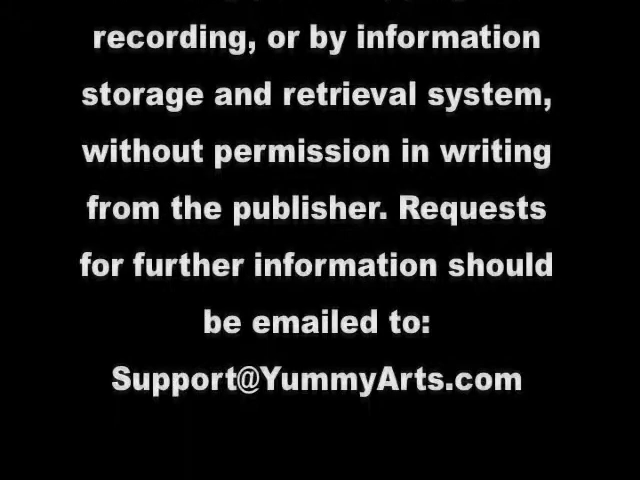 recording, or by information
storage and retrieval system,
without permission in writing
from the publisher. Requests
for further information should
be emailed to:
Support@YummyArts.com